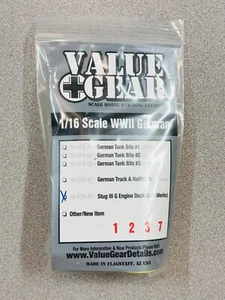 VALUE
GEAR
SCALE MODEL BUILDING DETAILS
1/16 Scale WWII German
German Tank Bits #1
German Tank Bits #2
German Tank Bits #3
German Truck & Halftrack
Stug III G Engine Deck
Other/New Item
1 2 3 7
For More Information & New Products Please Visit
www.ValueGearDetails.com
MADE IN FLAGSTAFF, AZ USA